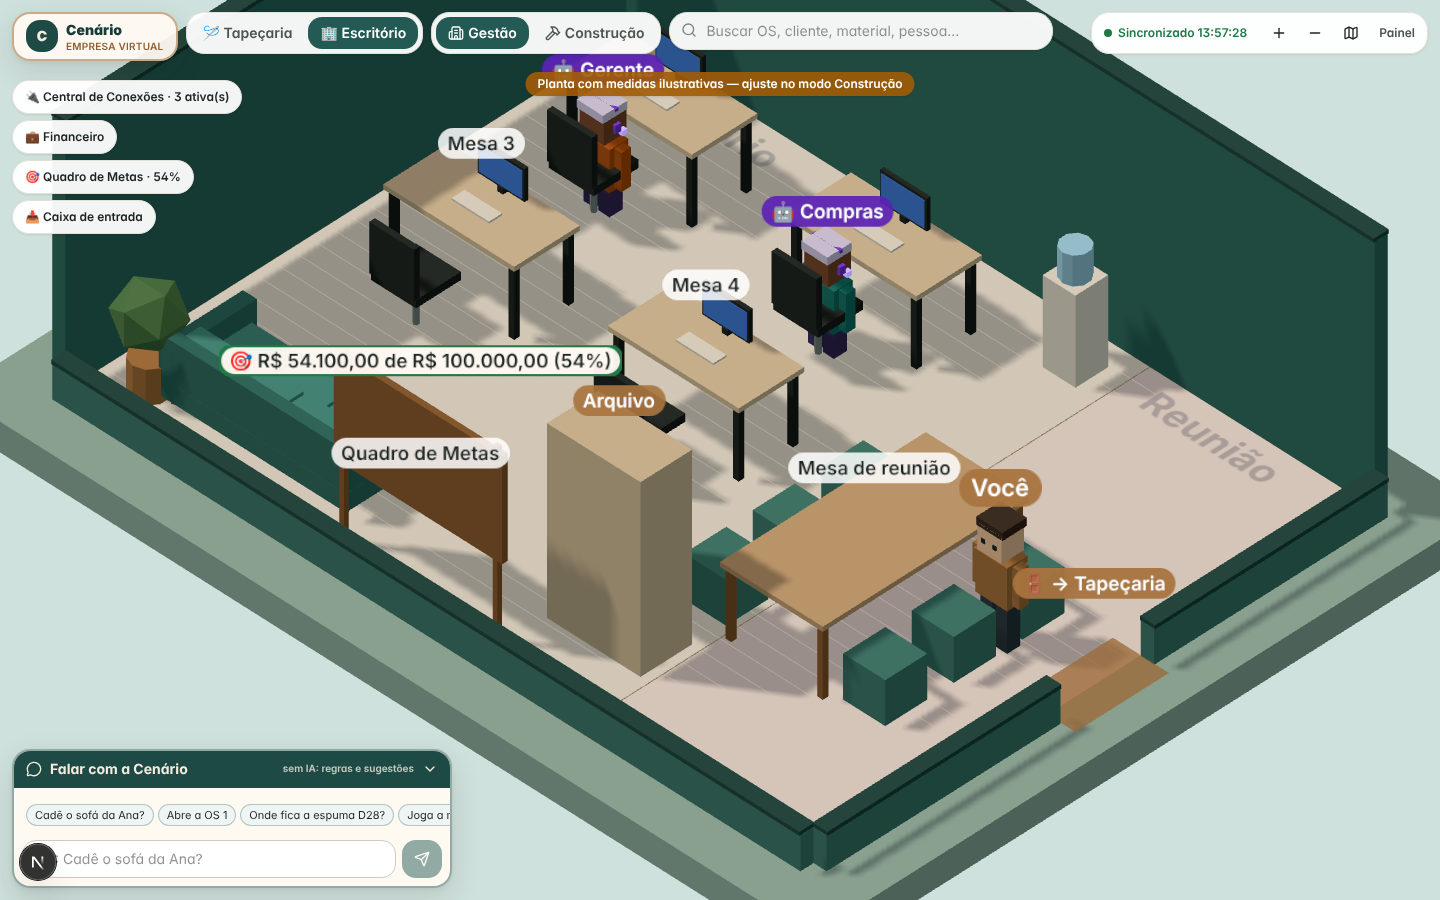 C
Cenário
EMPRESA VIRTUAL
Tapeçaria
Escritório
Gestão
Construção
Buscar OS, cliente, material, pessoa...
Sincronizado 13:57:28
+
−
Painel
Central de Conexões · 3 ativa(s)
Financeiro
Quadro de Metas · 54%
Caixa de entrada
Gerente
Planta com medidas ilustrativas — ajuste no modo Construção
Mesa 3
Compras
Mesa 4
R$ 54.100,00 de R$ 100.000,00 (54%)
Arquivo
Reunião
Quadro de Metas
Mesa de reunião
Você
→ Tapeçaria
Falar com a Cenário
sem IA: regras e sugestões
Cadê o sofá da Ana?
Abre a OS 1
Onde fica a espuma D28?
Joga a
N
Cadê o sofá da Ana?